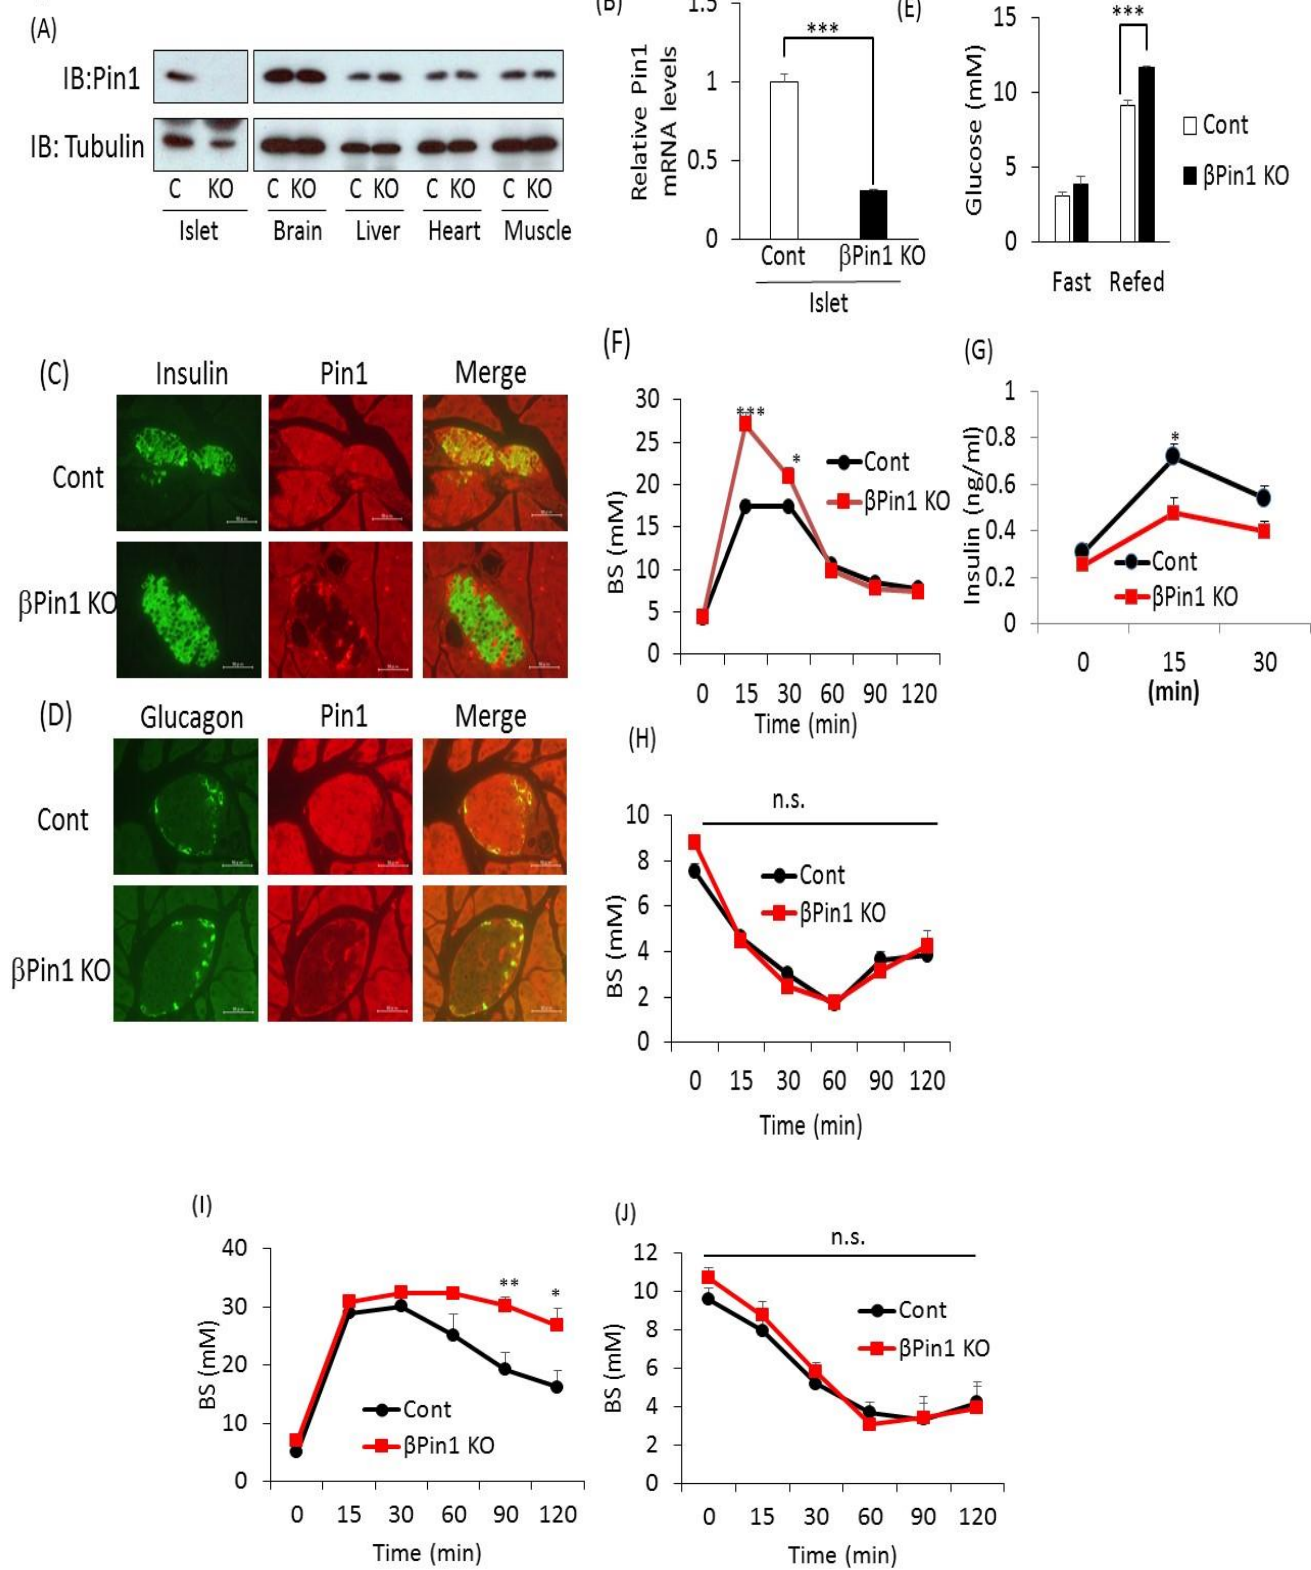 (A)
IB:Pin1
IB: Tubulin
C KO C KO C KO C KO C KO
Islet Brain Liver Heart Muscle
(B)
Relative Pin1
mRNA levels
1.5
1
0.5
0
***
Cont βPin1 KO
Islet
(E)
Glucose (mM)
15
10
5
0
***
Fast Refed
Cont
βPin1 KO
(C)
Insulin Pin1 Merge
Cont
βPin1 KO
(D)
Glucagon Pin1 Merge
Cont
βPin1 KO
(F)
BS (mM)
30
25
20
15
10
5
0
***
*
Cont
βPin1 KO
0 15 30 60 90 120
Time (min)
(G)
Insulin (ng/ml)
1
0.8
0.6
0.4
0.2
0
*
Cont
βPin1 KO
0 15 30
(min)
(H)
n.s.
BS (mM)
10
8
6
4
2
0
Cont
βPin1 KO
0 15 30 60 90 120
Time (min)
(I)
BS (mM)
40
30
20
10
0
**
*
Cont
βPin1 KO
0 15 30 60 90 120
Time (min)
(J)
n.s.
BS (mM)
12
10
8
6
4
2
0
Cont
βPin1 KO
0 15 30 60 90 120
Time (min)